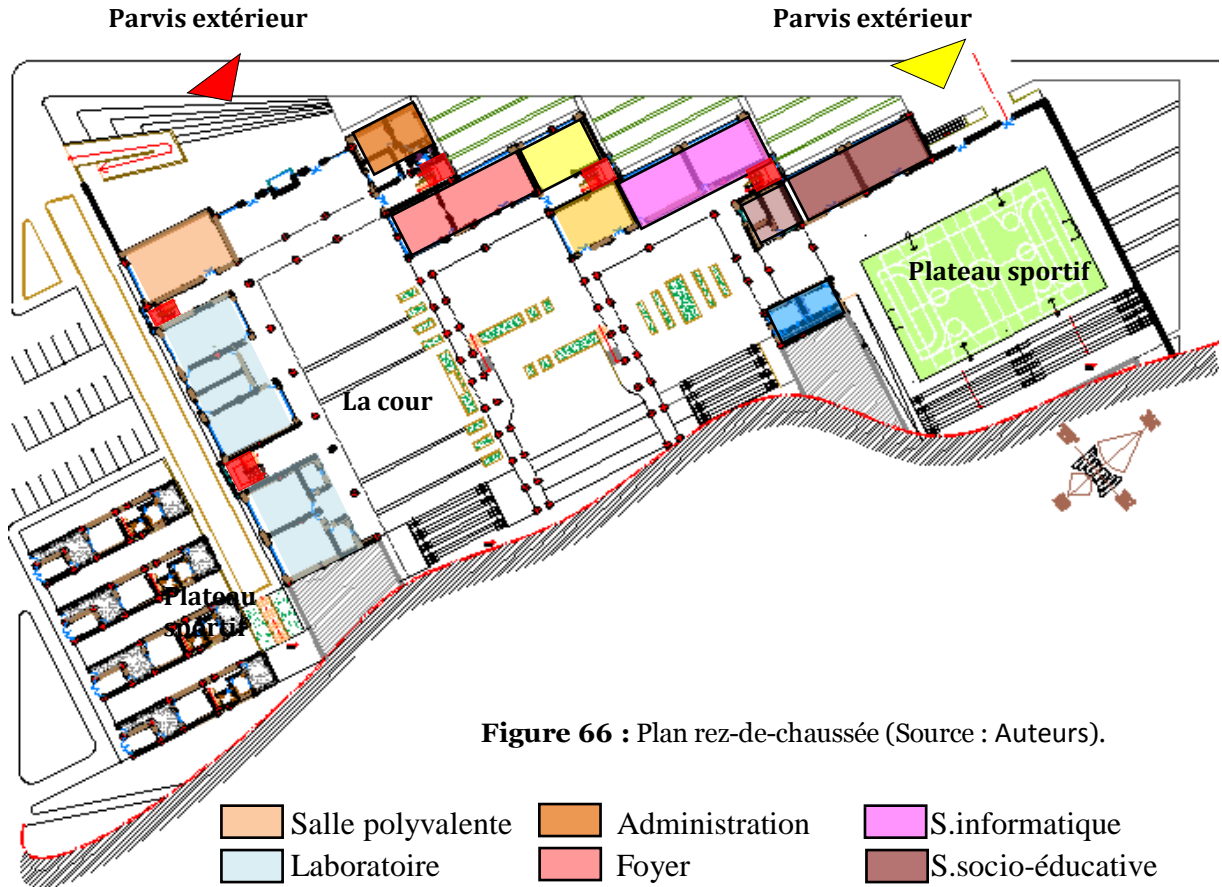 Parvis extérieur
Parvis extérieur
Plateau sportif
La cour
Plateau
sportif
Figure 66 : Plan rez-de-chaussée (Source : Auteurs).
Salle polyvalente
Administration
S.informatique
Laboratoire
Foyer
S.socio-éducative